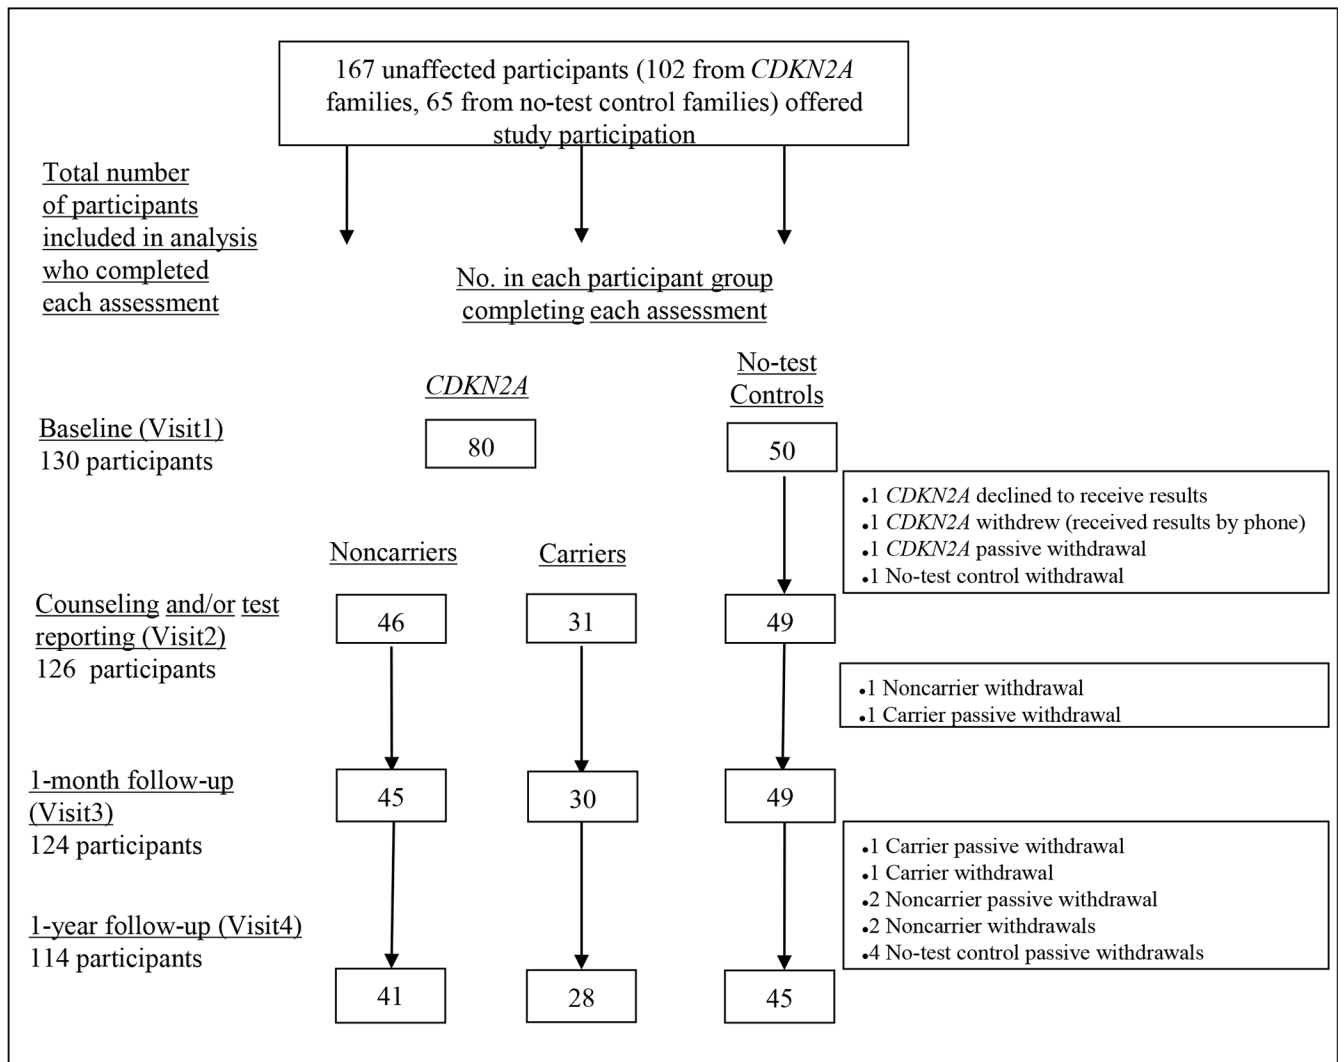 167 unaffected participants (102 from CDKN2A
families, 65 from no-test control families) offered
study participation
Total number
of participants
included in analysis
who completed
each assessment
No. in each participant group
completing each assessment
CDKN2A
No-test
Controls
Baseline (Visit1)
130 participants
80
50
•1 CDKN2A declined to receive results
•1 CDKN2A withdrew (received results by phone)
•1 CDKN2A passive withdrawal
•1 No-test control withdrawal
Noncarriers
Carriers
Counseling and/or test
reporting (Visit2)
126 participants
46
31
49
•1 Noncarrier withdrawal
•1 Carrier passive withdrawal
1-month follow-up
(Visit3)
124 participants
45
30
49
•1 Carrier passive withdrawal
•1 Carrier withdrawal
•2 Noncarrier passive withdrawal
•2 Noncarrier withdrawals
•4 No-test control passive withdrawals
1-year follow-up (Visit4)
114 participants
41
28
45